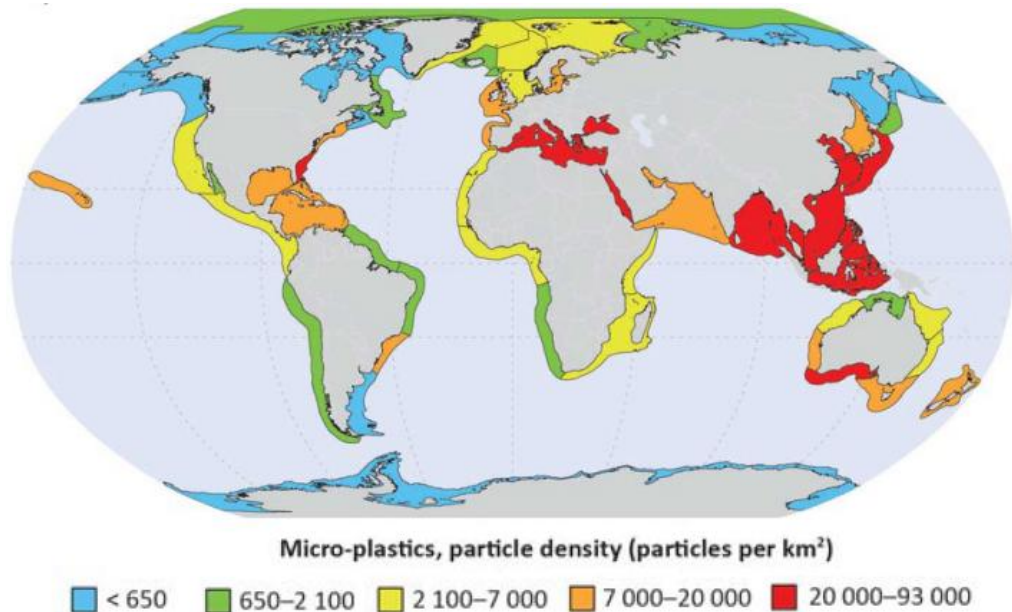 Micro-plastics, particle density (particles per km²)
< 650 650–2 100 2 100–7 000 7 000–20 000 20 000–93 000